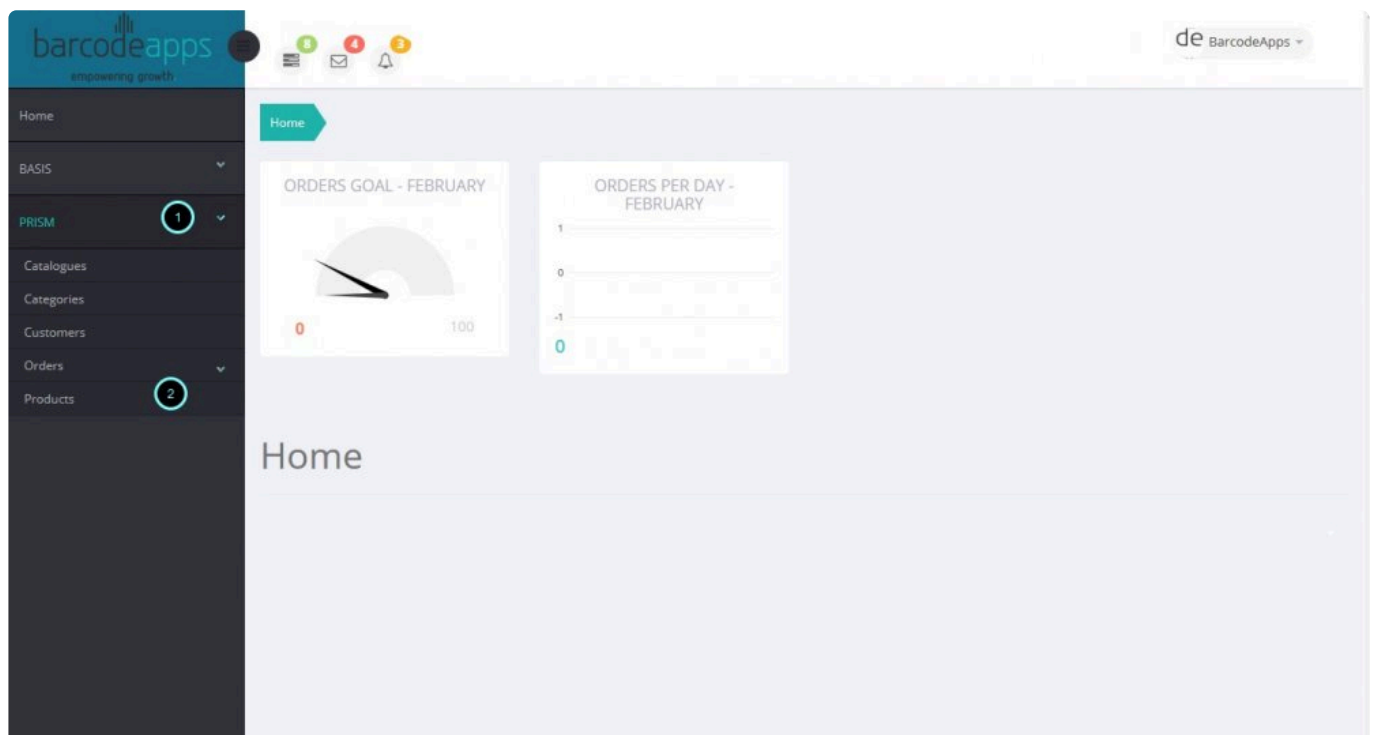 barcodeapps
empowering growth
8
4
3
de BarcodeApps
Home
BASIS
PRISM
1
Catalogues
Categories
Customers
Orders
Products
2
Home
ORDERS GOAL - FEBRUARY
0
100
ORDERS PER DAY -
FEBRUARY
1
0
-1
0
Home